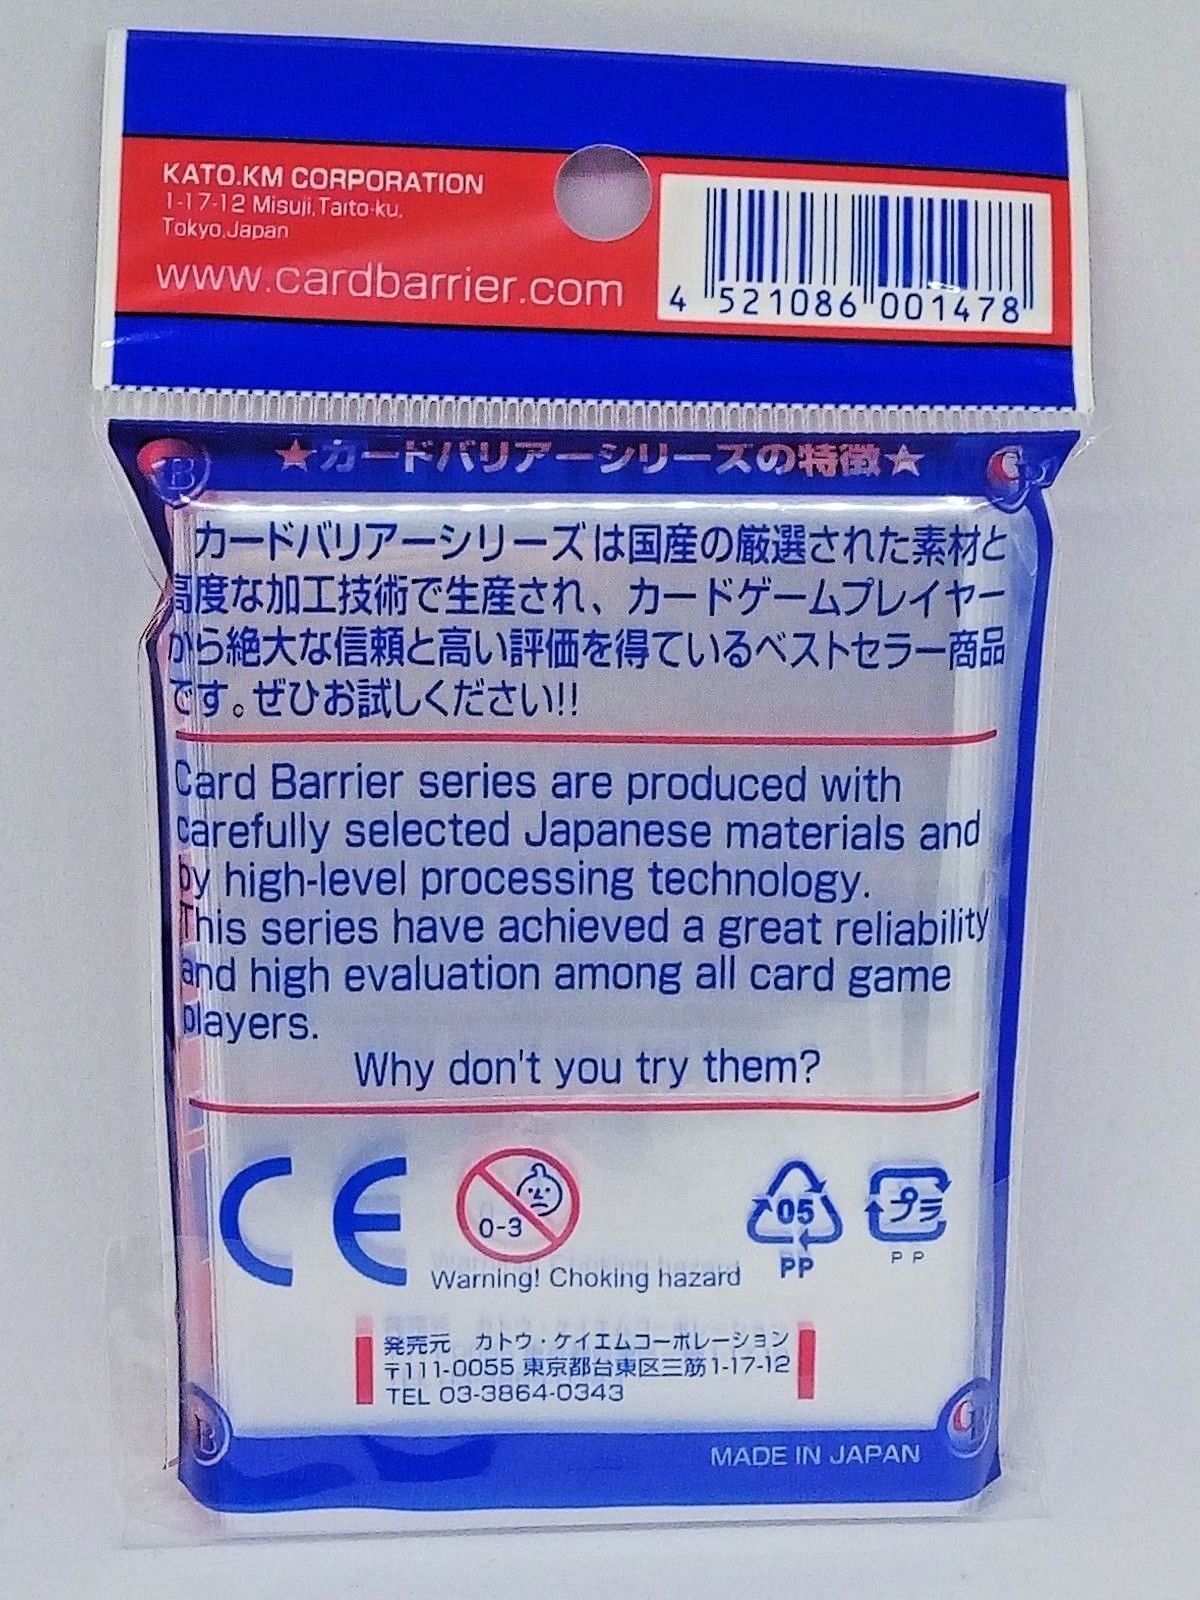 KATO.KM CORPORATION
1-17-12 Misuji,Taito-ku,
Tokyo,Japan
www.cardbarrier.com
4 521086 001478
★カードバリアーシリーズの特徴★
カードバリアーシリーズは国産の厳選された素材と
高度な加工技術で生産され、カードゲームプレイヤー
から絶大な信頼と高い評価を得ているベストセラー商品
です。ぜひお試しください!!
Card Barrier series are produced with
carefully selected Japanese materials and
by high-level processing technology.
This series have achieved a great reliability
and high evaluation among all card game
players.
Why don't you try them?
CE
0-3
Warning! Choking hazard
05
PP
プラ
PP
発売元 カトウ・ケイエムコーポレーション
〒111-0055 東京都台東区三筋1-17-12
TEL 03-3864-0343
MADE IN JAPAN